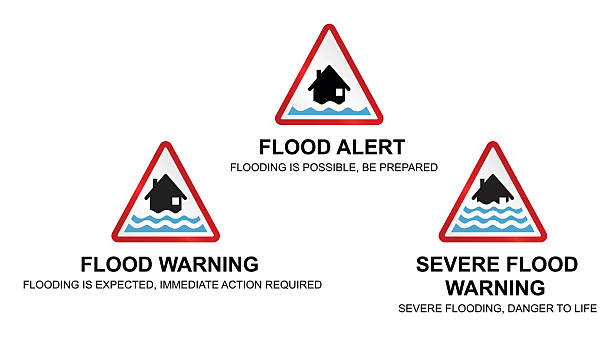 FLOOD ALERT
FLOODING IS POSSIBLE, BE PREPARED
FLOOD WARNING
FLOODING IS EXPECTED, IMMEDIATE ACTION REQUIRED
SEVERE FLOOD
WARNING
SEVERE FLOODING, DANGER TO LIFE